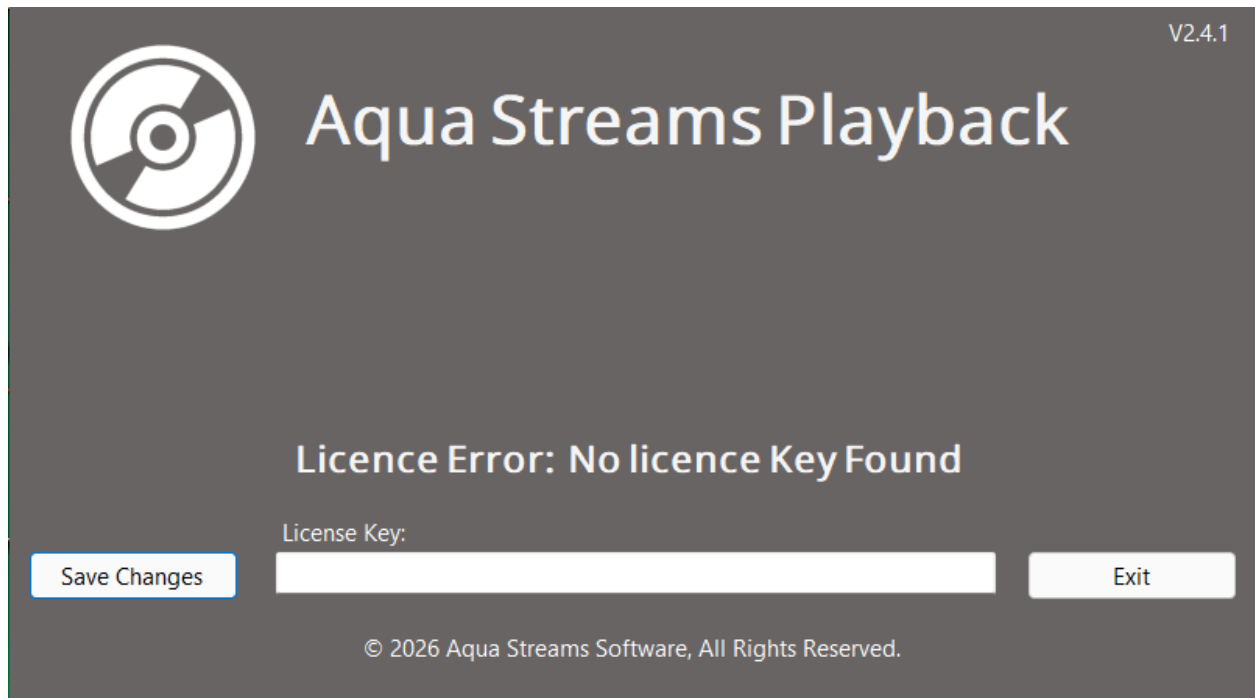 V2.4.1
Aqua Streams Playback
Licence Error: No licence Key Found
License Key:
Save Changes
Exit
© 2026 Aqua Streams Software, All Rights Reserved.